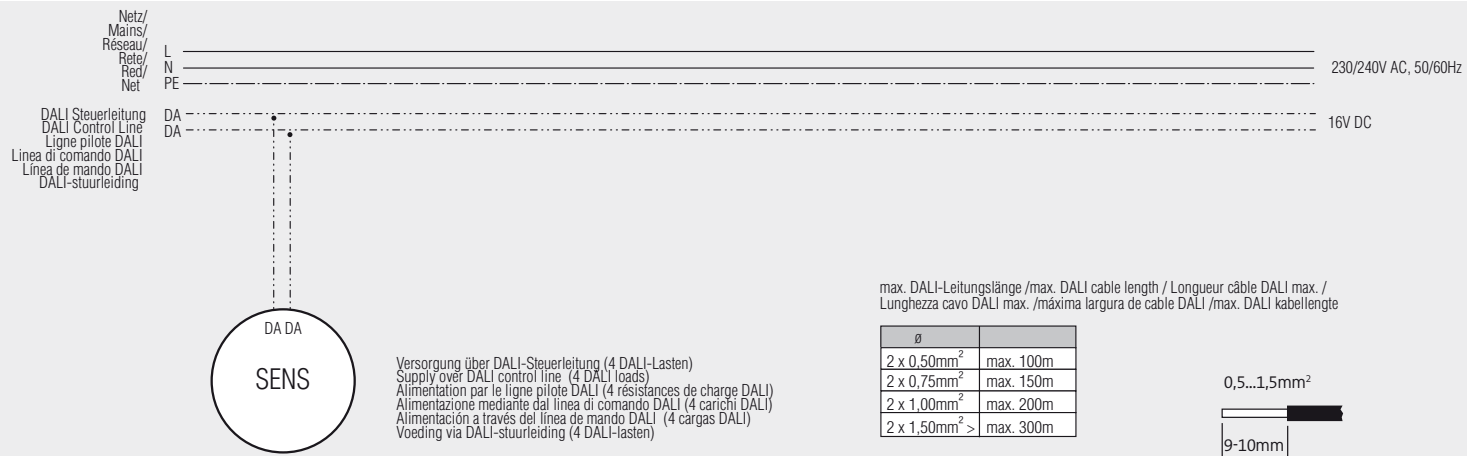 Netz/
Mains/
Réseau/
Rete/
Red/
Net
L
N
PE
230/240V AC, 50/60Hz
DALI Steuerleitung
DALI Control Line
Ligne pilote DALI
Linea di comando DALI
Línea de mando DALI
DALI-stuurleiding
DA
DA
16V DC
DA DA
SENS
Versorgung über DALI-Steuerleitung (4 DALI-Lasten)
Supply over DALI control line (4 DALI loads)
Alimentation par le ligne pilote DALI (4 résistances de charge DALI)
Alimentazione mediante dal linea di comando DALI (4 carichi DALI)
Alimentación a través del línea de mando DALI (4 cargas DALI)
Voeding via DALI-stuurleiding (4 DALI-lasten)
max. DALI-Leitungslänge /max. DALI cable length / Longueur câble DALI max. /
Lunghezza cavo DALI max. /máxima largura de cable DALI /max. DALI kabellengte
ø
2 x 0,50mm² max. 100m
2 x 0,75mm² max. 150m
2 x 1,00mm² max. 200m
2 x 1,50mm² > max. 300m
0,5...1,5mm²
9-10mm